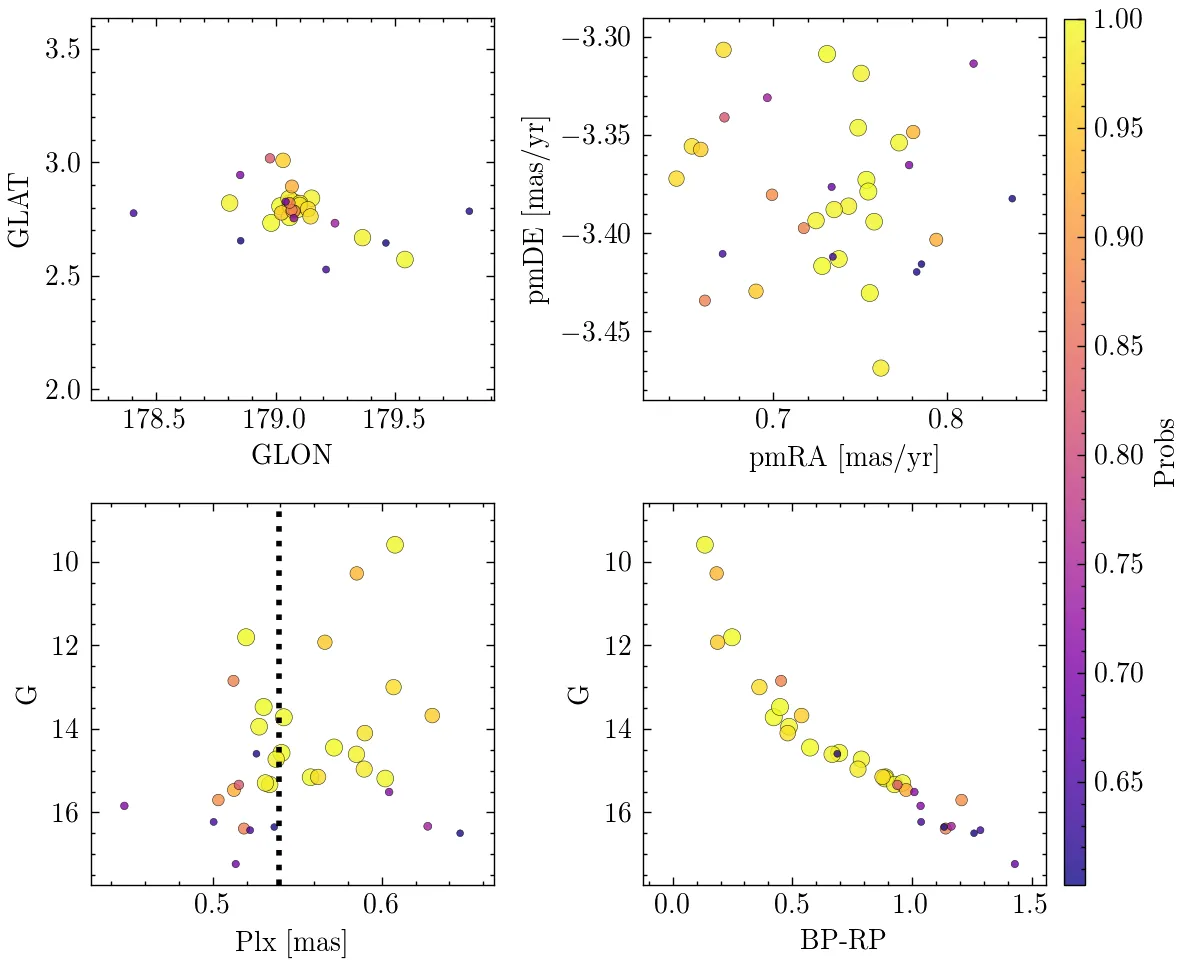 3.5
3.0
2.5
2.0
GLAT
178.5 179.0 179.5
GLON
−3.30
−3.35
−3.40
−3.45
pmDE [mas/yr]
0.7 0.8
pmRA [mas/yr]
1.00
0.95
0.90
0.85
0.80
0.75
0.70
0.65
Probs
10
12
14
16
G
0.5 0.6
Plx [mas]
10
12
14
16
G
0.0 0.5 1.0 1.5
BP-RP